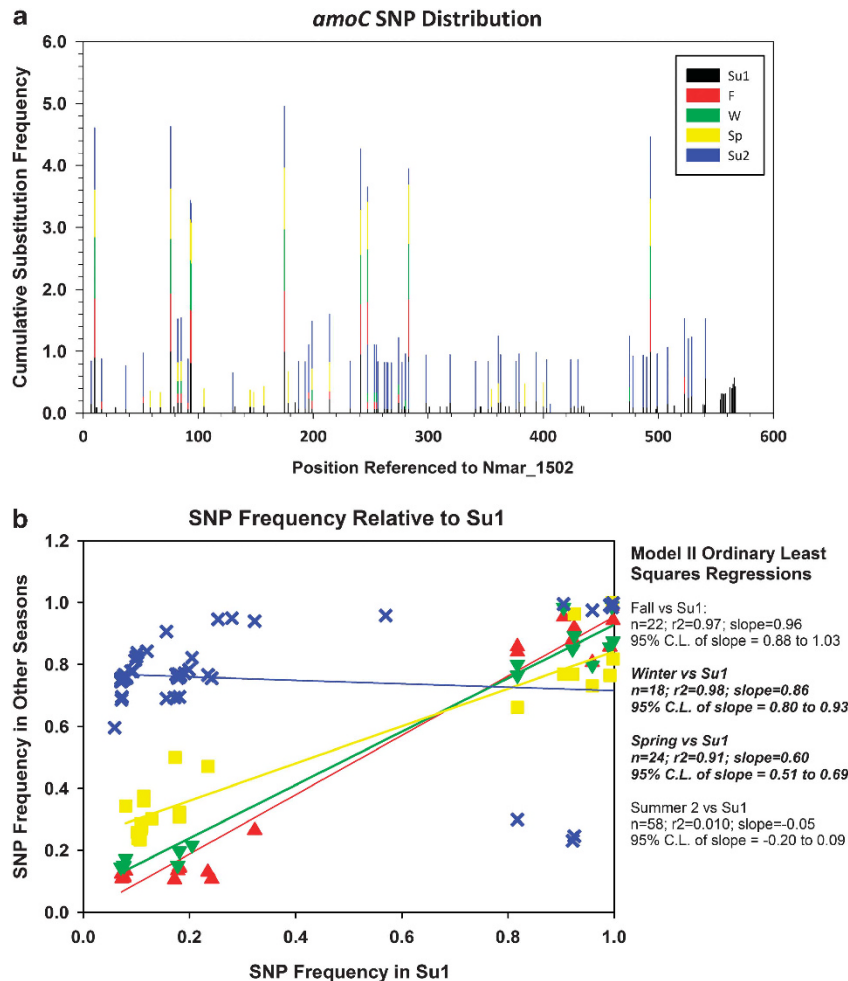 a
amoC SNP Distribution
6.0
5.0
4.0
3.0
2.0
1.0
0.0
Cumulative Substitution Frequency
Su1
F
W
Sp
Su2
0 100 200 300 400 500 600
Position Referenced to Nmar_1502
b
SNP Frequency Relative to Su1
1.2
1.0
0.8
0.6
0.4
0.2
0.0
SNP Frequency in Other Seasons
0.0 0.2 0.4 0.6 0.8 1.0
SNP Frequency in Su1
Model II Ordinary Least
Squares Regressions
Fall vs Su1:
n=22; r2=0.97; slope=0.96
95% C.L. of slope = 0.88 to 1.03
Winter vs Su1
n=18; r2=0.98; slope=0.86
95% C.L. of slope = 0.80 to 0.93
Spring vs Su1
n=24; r2=0.91; slope=0.60
95% C.L. of slope = 0.51 to 0.69
Summer 2 vs Su1
n=58; r2=0.010; slope=-0.05
95% C.L. of slope = -0.20 to 0.09